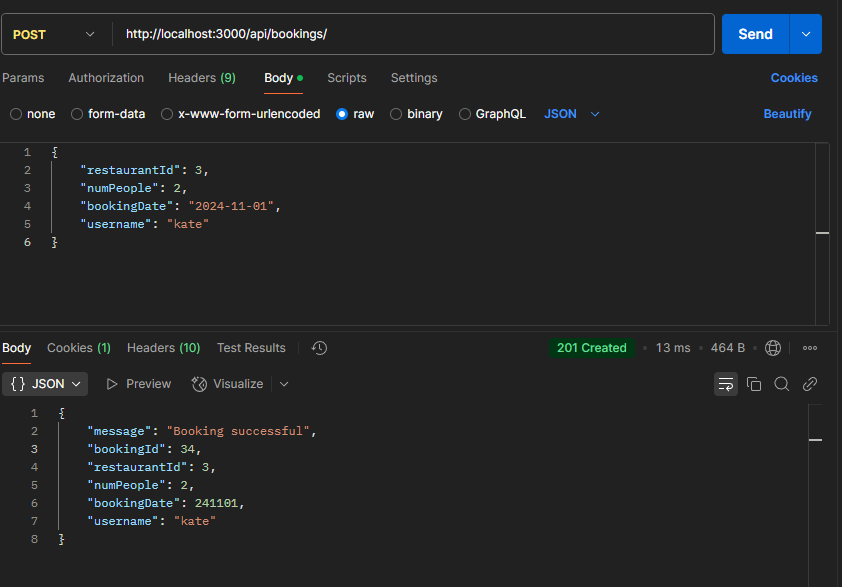 POST http://localhost:3000/api/bookings/ Send
Params Authorization Headers (9) Body Scripts Settings Cookies
none form-data x-www-form-urlencoded raw binary GraphQL JSON Beautify
1 {
2 "restaurantId": 3,
3 "numPeople": 2,
4 "bookingDate": "2024-11-01",
5 "username": "kate"
6 }
Body Cookies (1) Headers (10) Test Results 201 Created 13 ms 464 B
{} JSON Preview Visualize
1 {
2 "message": "Booking successful",
3 "bookingId": 34,
4 "restaurantId": 3,
5 "numPeople": 2,
6 "bookingDate": 241101,
7 "username": "kate"
8 }